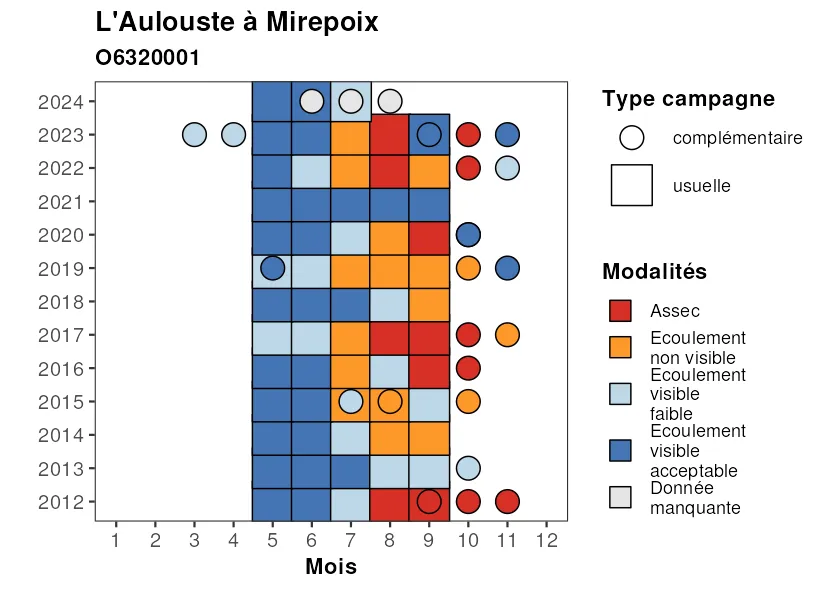 L'Aulouste à Mirepoix
O6320001
2024
2023
2022
2021
2020
2019
2018
2017
2016
2015
2014
2013
2012
1 2 3 4 5 6 7 8 9 10 11 12
Mois
Type campagne
complémentaire
usuelle
Modalités
Assec
Ecoulement
non visible
Ecoulement
visible
faible
Ecoulement
visible
acceptable
Donnée
manquante